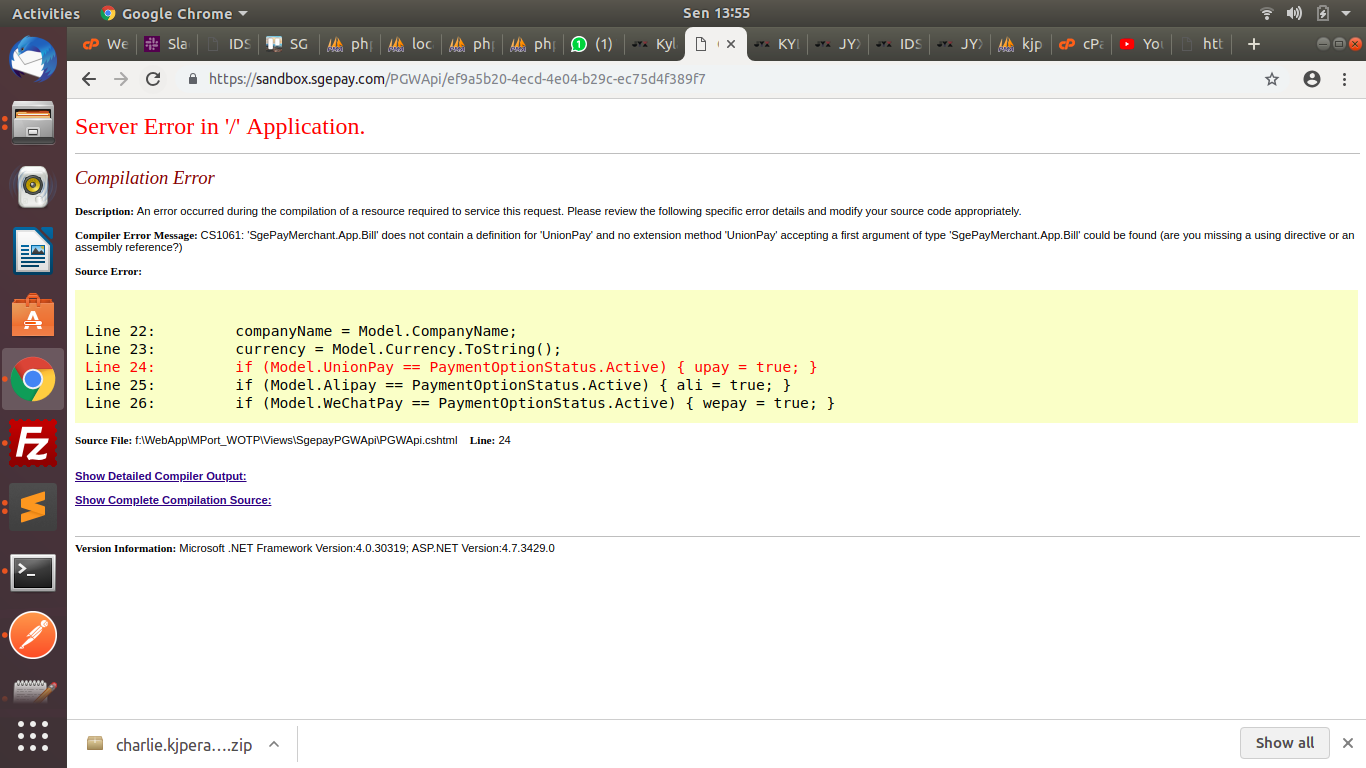 Activities Google Chrome Sen 13:55
We Sla IDS SG php loc php php (1) Kyl KYL JYX IDS JYX kjp cPa You htt
https://sandbox.sgepay.com/PGWApi/ef9a5b20-4ecd-4e04-b29c-ec75d4f389f7
Server Error in '/' Application.
Compilation Error
Description: An error occurred during the compilation of a resource required to service this request. Please review the following specific error details and modify your source code appropriately.
Compiler Error Message: CS1061: 'SgePayMerchant.App.Bill' does not contain a definition for 'UnionPay' and no extension method 'UnionPay' accepting a first argument of type 'SgePayMerchant.App.Bill' could be found (are you missing a using directive or an
assembly reference?)
Source Error:
Line 22: companyName = Model.CompanyName;
Line 23: currency = Model.Currency.ToString();
Line 24: if (Model.UnionPay == PaymentOptionStatus.Active) { upay = true; }
Line 25: if (Model.Alipay == PaymentOptionStatus.Active) { ali = true; }
Line 26: if (Model.WeChatPay == PaymentOptionStatus.Active) { wepay = true; }
Source File: f:\WebApp\MPort_WOTP\Views\SgepayPGWApi\PGWApi.cshtml Line: 24
Show Detailed Compiler Output:
Show Complete Compilation Source:
Version Information: Microsoft .NET Framework Version:4.0.30319; ASP.NET Version:4.7.3429.0
charlie.kjpera....zip Show all